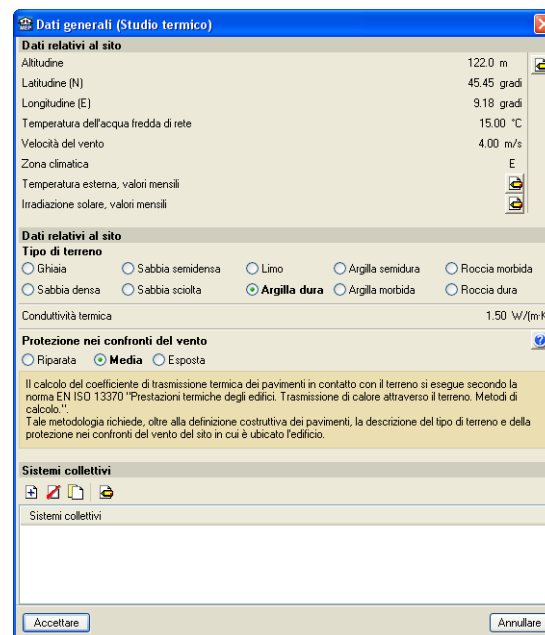 Dati generali (Studio termico)
Dati relativi al sito
Altitudine 122.0 m
Latitudine (N) 45.45 gradi
Longitudine (E) 9.18 gradi
Temperatura dell'acqua fredda di rete 15.00 °C
Velocità del vento 4.00 m/s
Zona climatica E
Temperatura esterna, valori mensili
Irradiazione solare, valori mensili
Dati relativi al sito
Tipo di terreno
Ghiaia Sabbia semidensa Limo Argilla semidura Roccia morbida
Sabbia densa Sabbia sciolta Argilla dura Argilla morbida Roccia dura
Conduttività termica 1.50 W/(m·K
Protezione nei confronti del vento
Riparata Media Esposta
Il calcolo del coefficiente di trasmissione termica dei pavimenti in contatto con il terreno si esegue secondo la
norma EN ISO 13370 "Prestazioni termiche degli edifici. Trasmissione di calore attraverso il terreno. Metodi di
calcolo.".
Tale metodologia richiede, oltre alla definizione costruttiva dei pavimenti, la descrizione del tipo di terreno e della
protezione nei confronti del vento del sito in cui è ubicato l'edificio.
Sistemi collettivi
Sistemi collettivi
Accettare Annullare